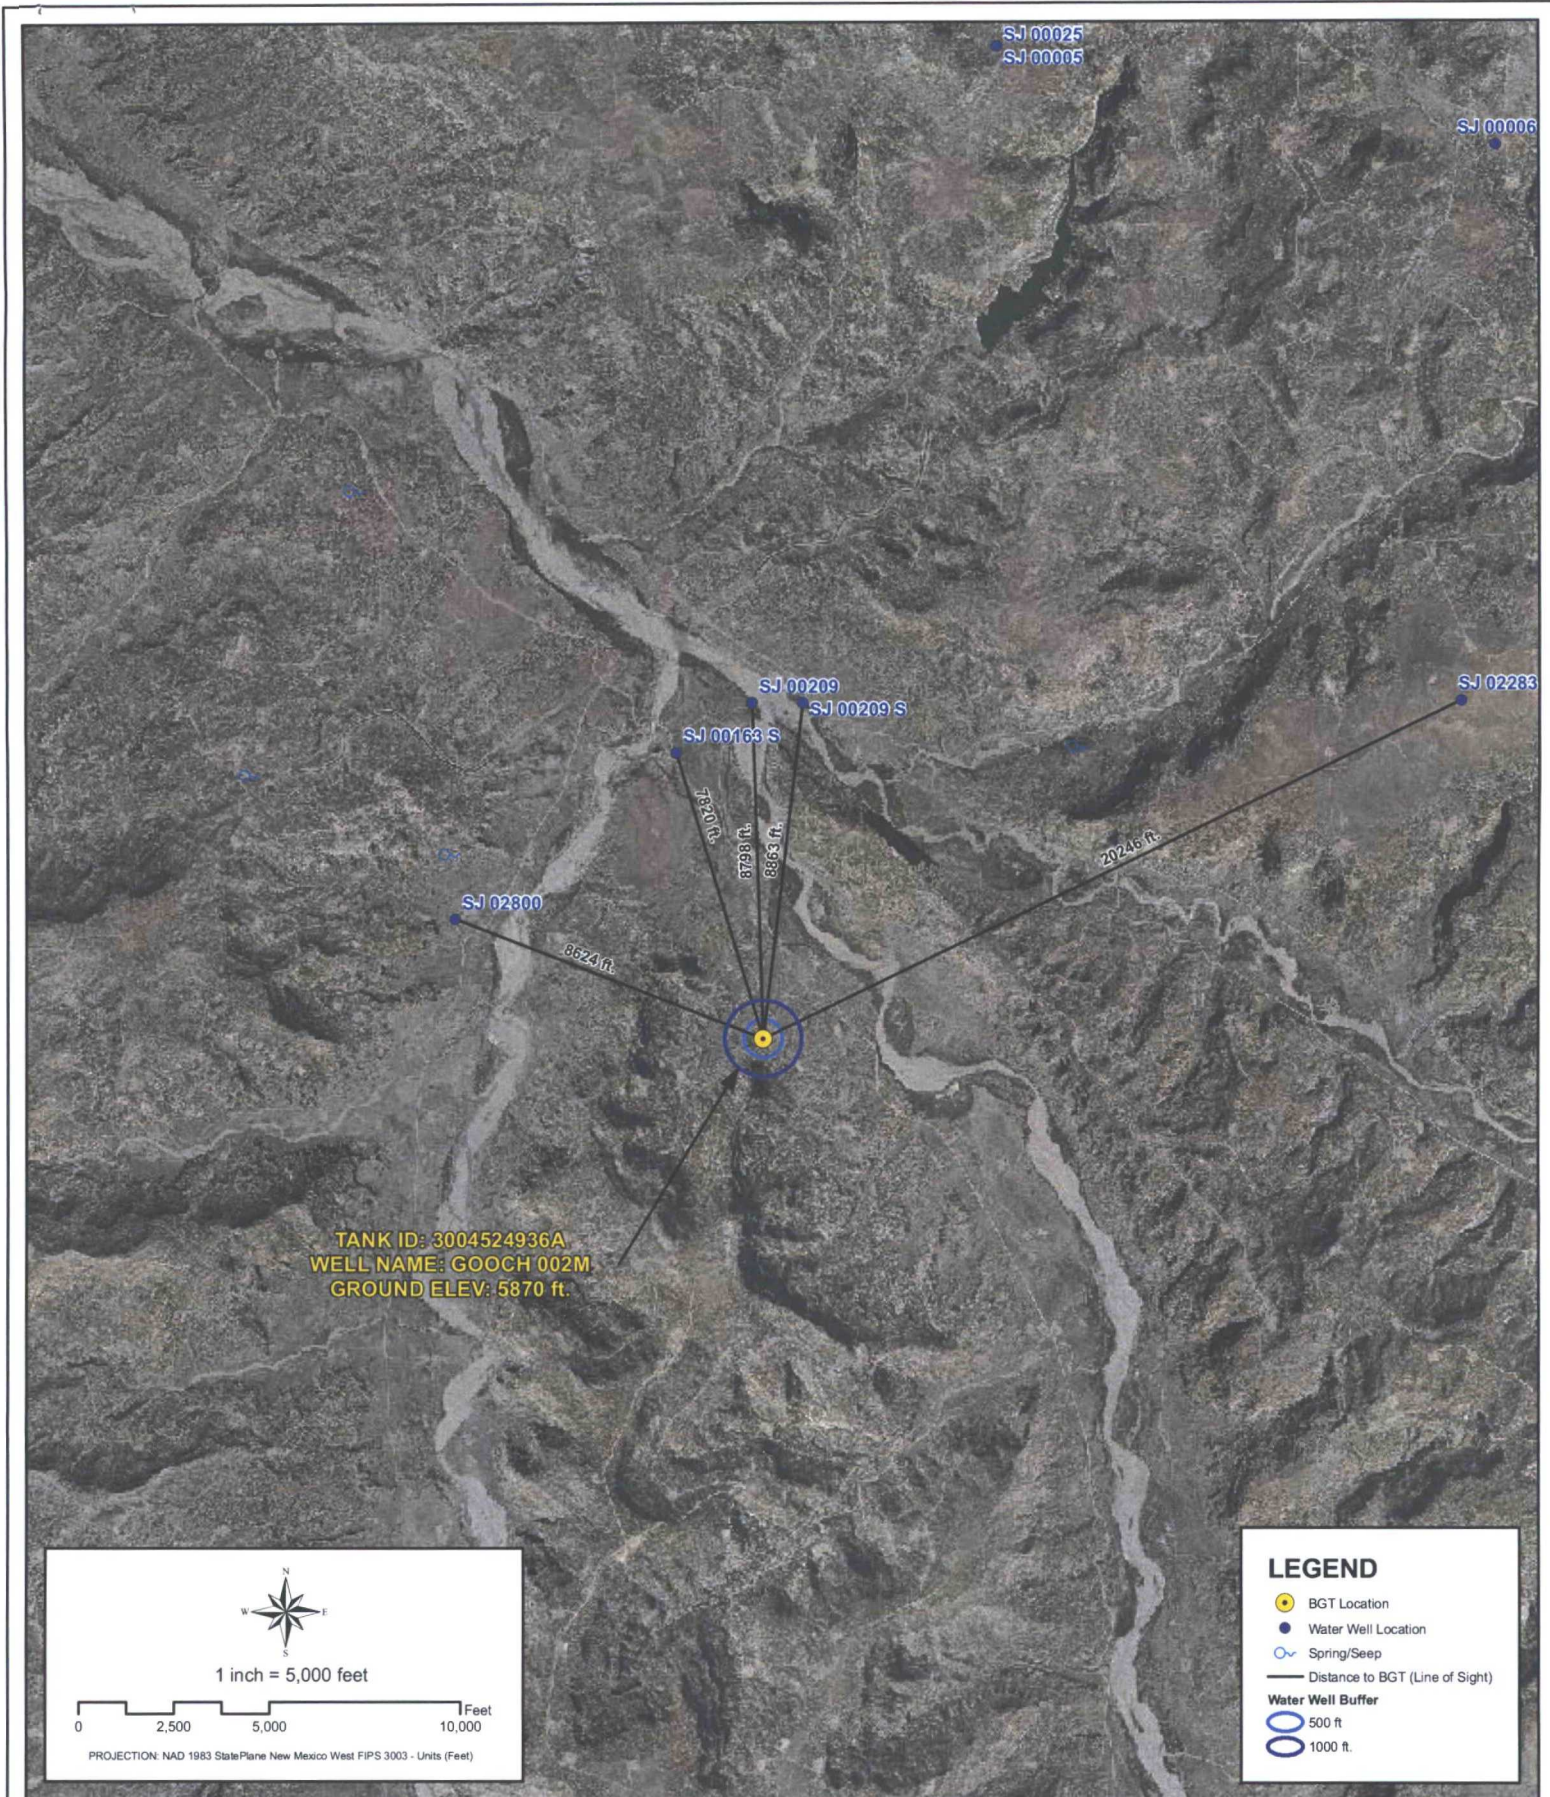 SJ 00025
SJ 00005
SJ 00006
SJ 02283
SJ 00209
SJ 00209 S
SJ 00163 S
7820 ft.
8798 ft.
8863 ft.
20246 ft.
SJ 02800
8624 ft.
TANK ID: 3004524936A
WELL NAME: GOOCH 002M
GROUND ELEV: 5870 ft.
N
W
E
S
1 inch = 5,000 feet
Feet
0 2,500 5,000 10,000
PROJECTION: NAD 1983 StatePlane New Mexico West FIPS 3003 - Units (Feet)
LEGEND
BGT Location
Water Well Location
Spring/Seep
Distance to BGT (Line of Sight)
Water Well Buffer
500 ft
1000 ft.